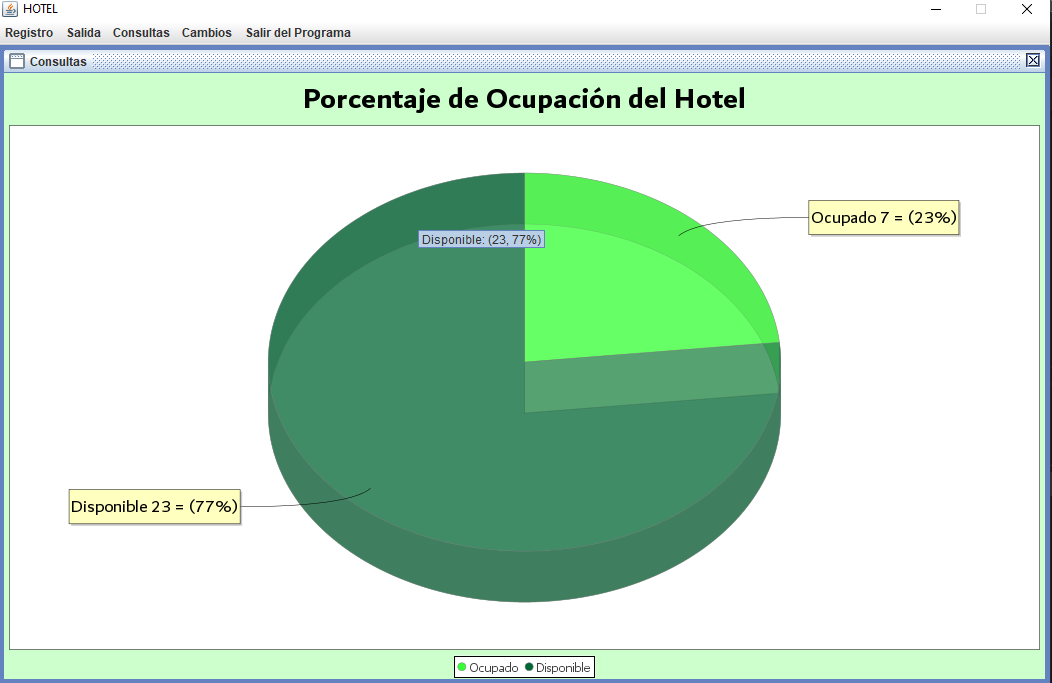 HOTEL
Registro Salida Consultas Cambios Salir del Programa
Consultas
Porcentaje de Ocupación del Hotel
Ocupado 7 = (23%)
Disponible: (23, 77%)
Disponible 23 = (77%)
Ocupado Disponible